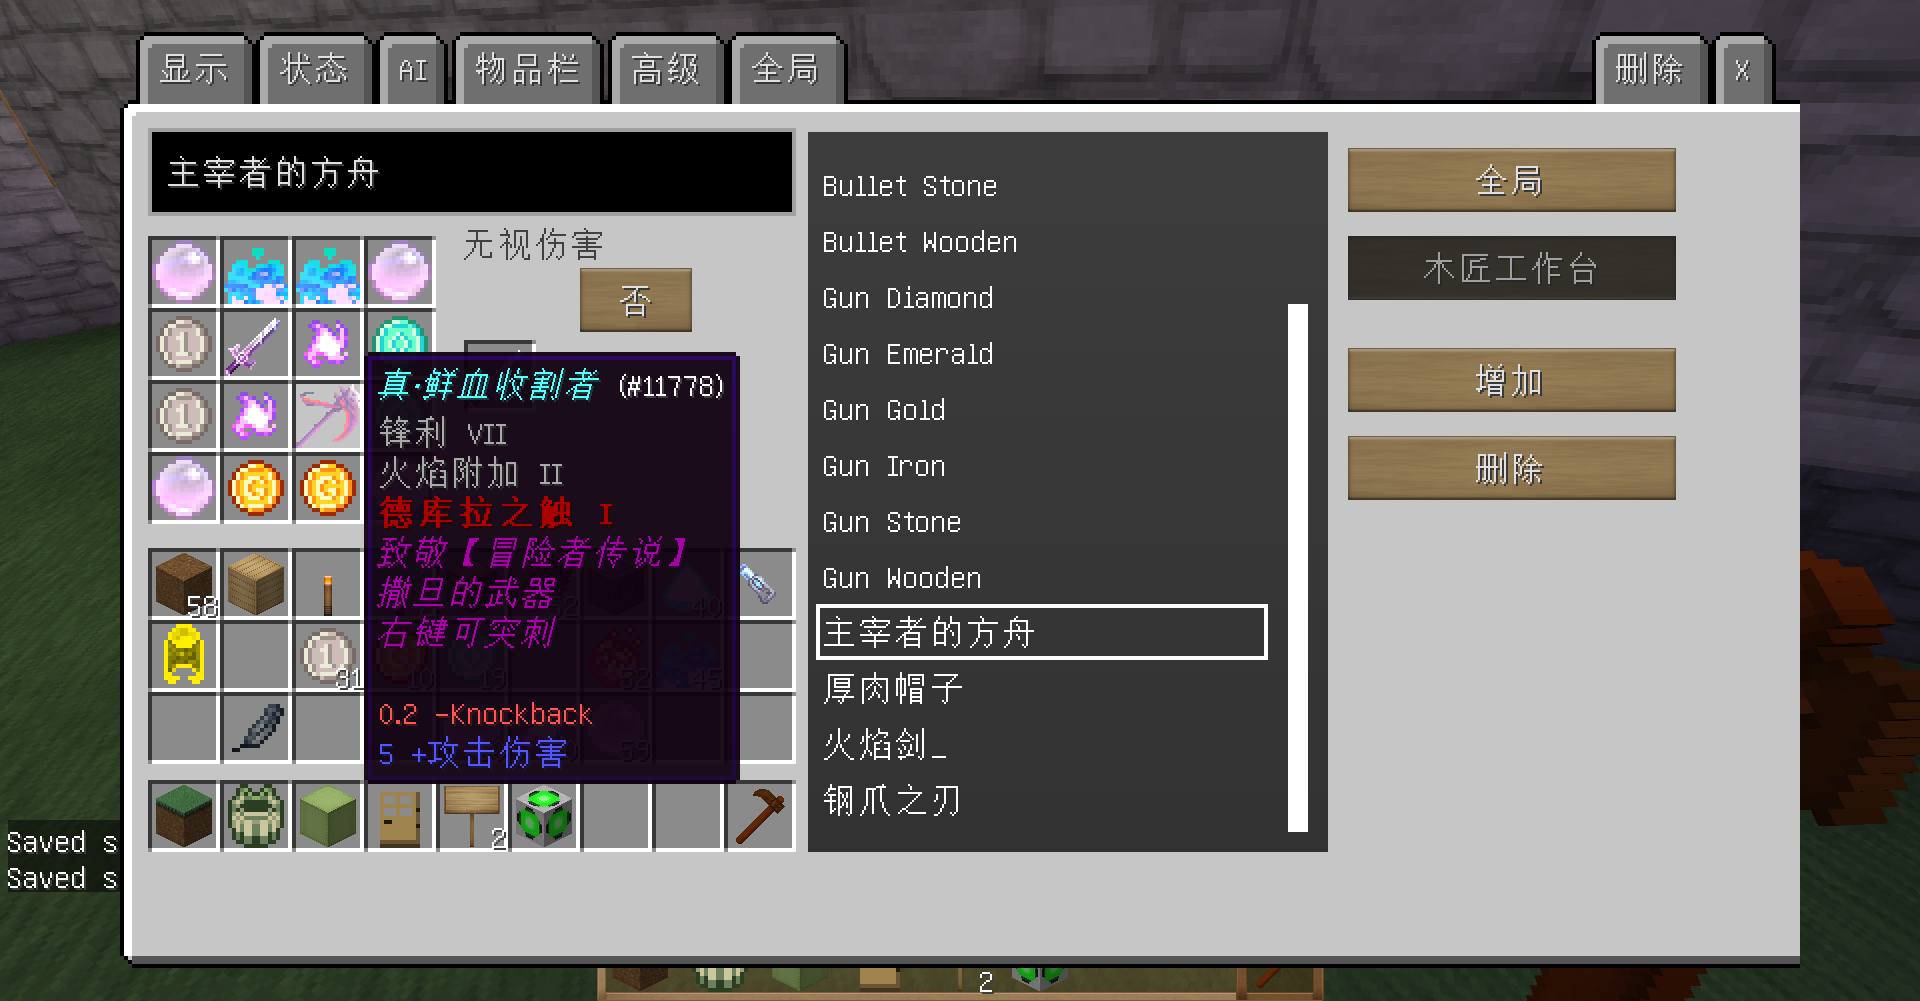 显示
状态
AI
物品栏
高级
全局
删除
X
主宰者的方舟
无视伤害
否
真·鲜血收割者 (#11778)
锋利 VII
火焰附加 II
德库拉之触 I
致敬【冒险者传说】
撒旦的武器
右键可突刺
0.2 -Knockback
5 +攻击伤害
58
31
2
Bullet Stone
Bullet Wooden
Gun Diamond
Gun Emerald
Gun Gold
Gun Iron
Gun Stone
Gun Wooden
主宰者的方舟
厚肉帽子
火焰剑_
钢爪之刃
全局
木匠工作台
增加
删除
Saved s
Saved s
2